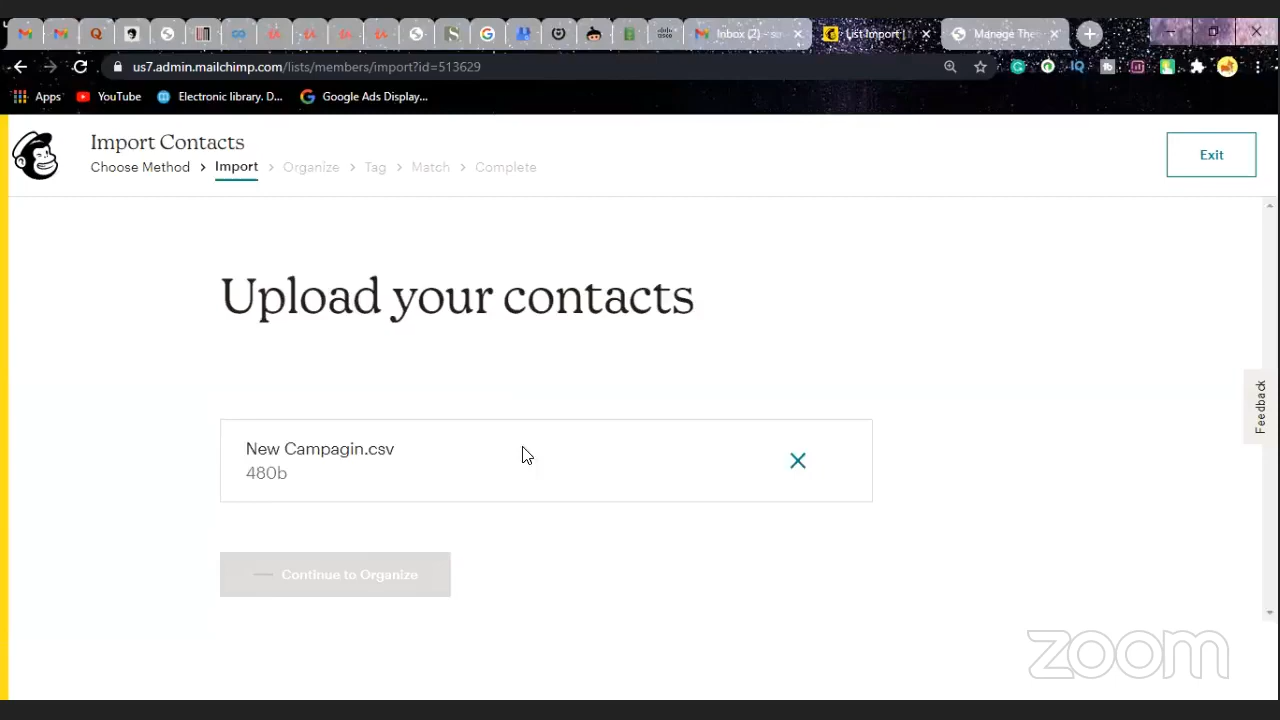 Inbox (2) - su
List Import |
Manage The
us7.admin.mailchimp.com/lists/members/import?id=513629
Apps
YouTube
Electronic library. D...
Google Ads Display...
Import Contacts
Choose Method > Import > Organize > Tag > Match > Complete
Exit
Upload your contacts
Feedback
New Campagin.csv
480b
Continue to Organize
zoom